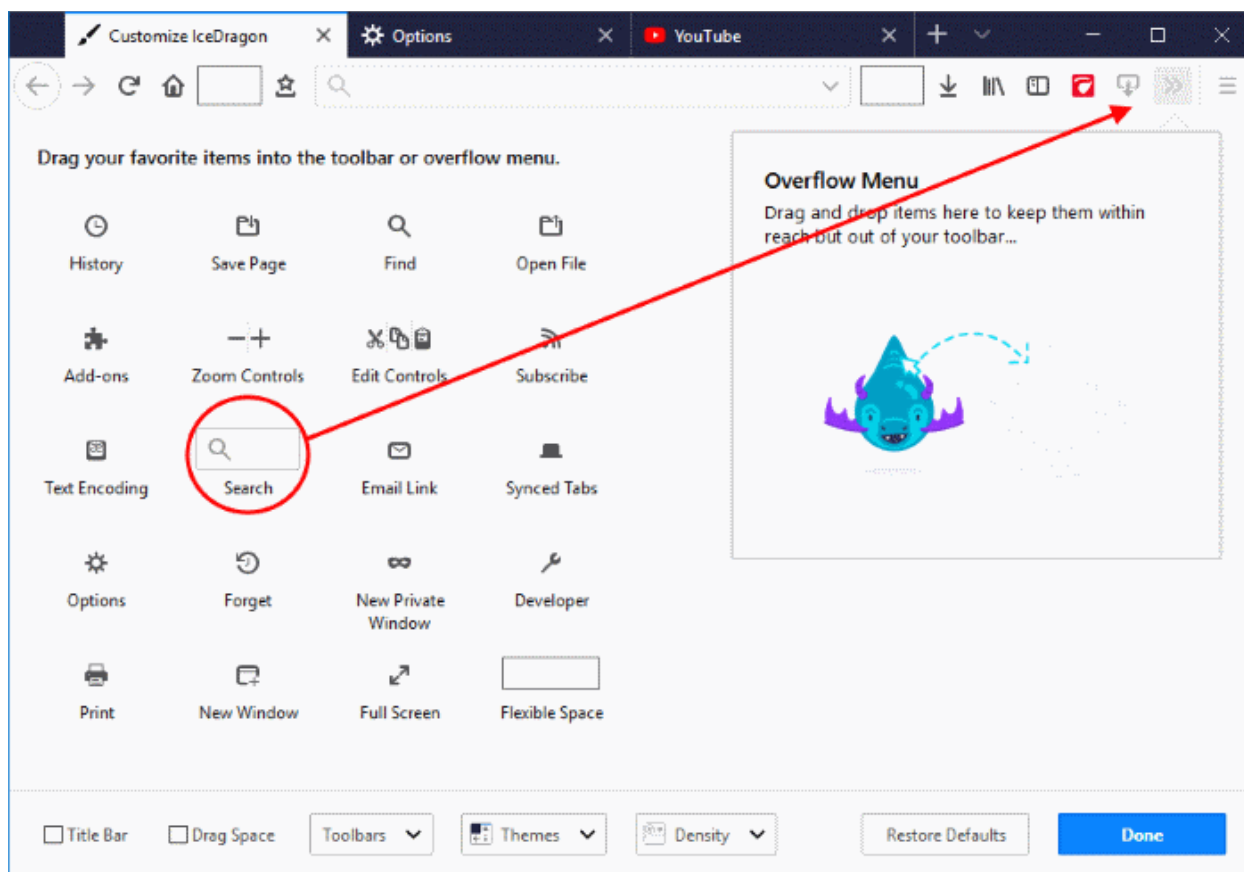 Customize IceDragon
Options
YouTube
Drag your favorite items into the toolbar or overflow menu.
Overflow Menu
Drag and drop items here to keep them within
reach but out of your toolbar...
History
Save Page
Find
Open File
Add-ons
Zoom Controls
Edit Controls
Subscribe
Text Encoding
Search
Email Link
Synced Tabs
Options
Forget
New Private
Window
Developer
Print
New Window
Full Screen
Flexible Space
Title Bar
Drag Space
Toolbars
Themes
Density
Restore Defaults
Done